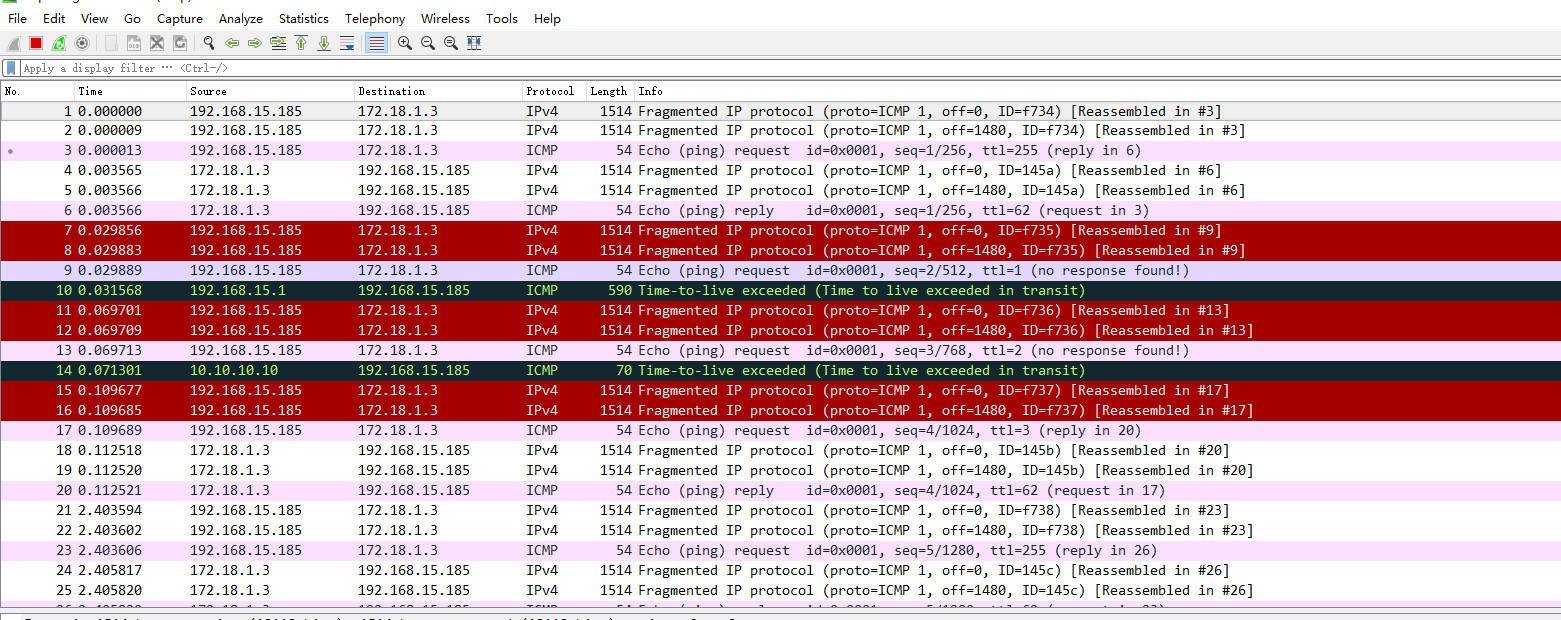 File Edit View Go Capture Analyze Statistics Telephony Wireless Tools Help
Apply a display filter … <Ctrl-/>
No. Time Source Destination Protocol Length Info
1 0.000000 192.168.15.185 172.18.1.3 IPv4 1514 Fragmented IP protocol (proto=ICMP 1, off=0, ID=f734) [Reassembled in #3]
2 0.000009 192.168.15.185 172.18.1.3 IPv4 1514 Fragmented IP protocol (proto=ICMP 1, off=1480, ID=f734) [Reassembled in #3]
3 0.000013 192.168.15.185 172.18.1.3 ICMP 54 Echo (ping) request id=0x0001, seq=1/256, ttl=255 (reply in 6)
4 0.003565 172.18.1.3 192.168.15.185 IPv4 1514 Fragmented IP protocol (proto=ICMP 1, off=0, ID=145a) [Reassembled in #6]
5 0.003566 172.18.1.3 192.168.15.185 IPv4 1514 Fragmented IP protocol (proto=ICMP 1, off=1480, ID=145a) [Reassembled in #6]
6 0.003566 172.18.1.3 192.168.15.185 ICMP 54 Echo (ping) reply id=0x0001, seq=1/256, ttl=62 (request in 3)
7 0.029856 192.168.15.185 172.18.1.3 IPv4 1514 Fragmented IP protocol (proto=ICMP 1, off=0, ID=f735) [Reassembled in #9]
8 0.029883 192.168.15.185 172.18.1.3 IPv4 1514 Fragmented IP protocol (proto=ICMP 1, off=1480, ID=f735) [Reassembled in #9]
9 0.029889 192.168.15.185 172.18.1.3 ICMP 54 Echo (ping) request id=0x0001, seq=2/512, ttl=1 (no response found!)
10 0.031568 192.168.15.1 192.168.15.185 ICMP 590 Time-to-live exceeded (Time to live exceeded in transit)
11 0.069701 192.168.15.185 172.18.1.3 IPv4 1514 Fragmented IP protocol (proto=ICMP 1, off=0, ID=f736) [Reassembled in #13]
12 0.069709 192.168.15.185 172.18.1.3 IPv4 1514 Fragmented IP protocol (proto=ICMP 1, off=1480, ID=f736) [Reassembled in #13]
13 0.069713 192.168.15.185 172.18.1.3 ICMP 54 Echo (ping) request id=0x0001, seq=3/768, ttl=2 (no response found!)
14 0.071301 10.10.10.10 192.168.15.185 ICMP 70 Time-to-live exceeded (Time to live exceeded in transit)
15 0.109677 192.168.15.185 172.18.1.3 IPv4 1514 Fragmented IP protocol (proto=ICMP 1, off=0, ID=f737) [Reassembled in #17]
16 0.109685 192.168.15.185 172.18.1.3 IPv4 1514 Fragmented IP protocol (proto=ICMP 1, off=1480, ID=f737) [Reassembled in #17]
17 0.109689 192.168.15.185 172.18.1.3 ICMP 54 Echo (ping) request id=0x0001, seq=4/1024, ttl=3 (reply in 20)
18 0.112518 172.18.1.3 192.168.15.185 IPv4 1514 Fragmented IP protocol (proto=ICMP 1, off=0, ID=145b) [Reassembled in #20]
19 0.112520 172.18.1.3 192.168.15.185 IPv4 1514 Fragmented IP protocol (proto=ICMP 1, off=1480, ID=145b) [Reassembled in #20]
20 0.112521 172.18.1.3 192.168.15.185 ICMP 54 Echo (ping) reply id=0x0001, seq=4/1024, ttl=62 (request in 17)
21 2.403594 192.168.15.185 172.18.1.3 IPv4 1514 Fragmented IP protocol (proto=ICMP 1, off=0, ID=f738) [Reassembled in #23]
22 2.403602 192.168.15.185 172.18.1.3 IPv4 1514 Fragmented IP protocol (proto=ICMP 1, off=1480, ID=f738) [Reassembled in #23]
23 2.403606 192.168.15.185 172.18.1.3 ICMP 54 Echo (ping) request id=0x0001, seq=5/1280, ttl=255 (reply in 26)
24 2.405817 172.18.1.3 192.168.15.185 IPv4 1514 Fragmented IP protocol (proto=ICMP 1, off=0, ID=145c) [Reassembled in #26]
25 2.405820 172.18.1.3 192.168.15.185 IPv4 1514 Fragmented IP protocol (proto=ICMP 1, off=1480, ID=145c) [Reassembled in #26]